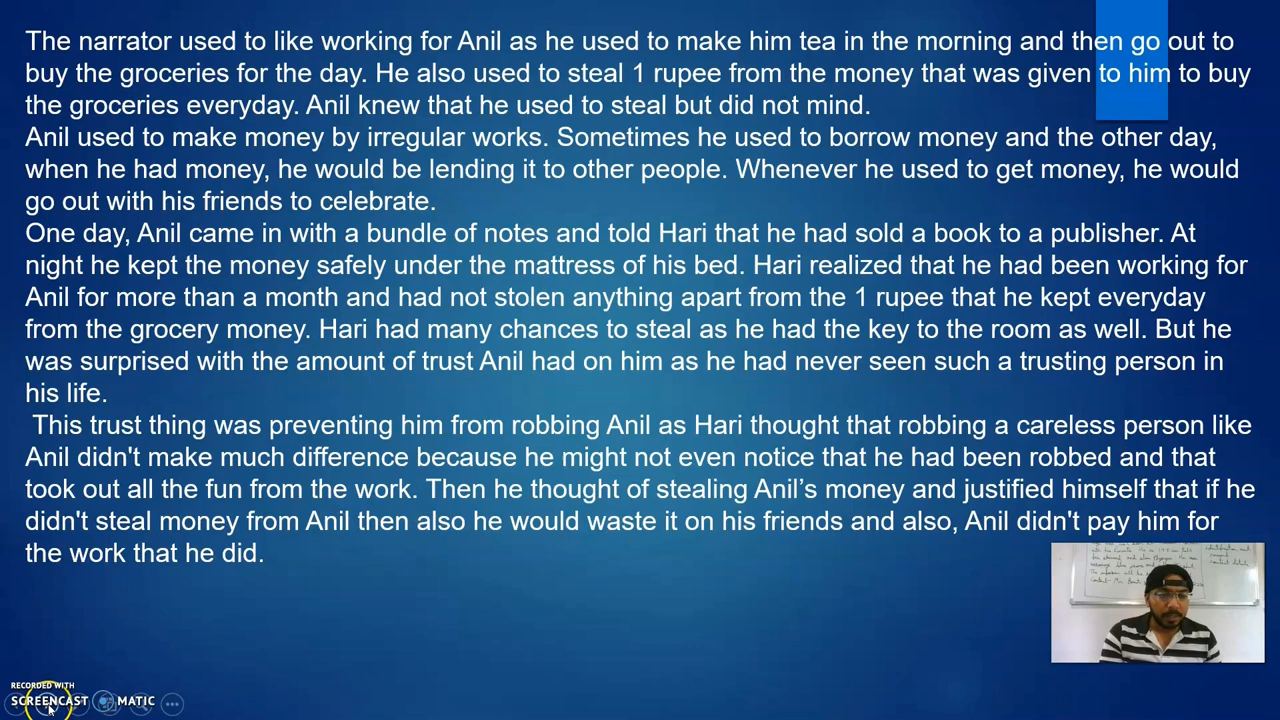 The narrator used to like working for Anil as he used to make him tea in the morning and then go out to
buy the groceries for the day. He also used to steal 1 rupee from the money that was given to him to buy
the groceries everyday. Anil knew that he used to steal but did not mind.
Anil used to make money by irregular works. Sometimes he used to borrow money and the other day,
when he had money, he would be lending it to other people. Whenever he used to get money, he would
go out with his friends to celebrate.
One day, Anil came in with a bundle of notes and told Hari that he had sold a book to a publisher. At
night he kept the money safely under the mattress of his bed. Hari realized that he had been working for
Anil for more than a month and had not stolen anything apart from the 1 rupee that he kept everyday
from the grocery money. Hari had many chances to steal as he had the key to the room as well. But he
was surprised with the amount of trust Anil had on him as he had never seen such a trusting person in
his life.
This trust thing was preventing him from robbing Anil as Hari thought that robbing a careless person like
Anil didn't make much difference because he might not even notice that he had been robbed and that
took out all the fun from the work. Then he thought of stealing Anil’s money and justified himself that if he
didn't steal money from Anil then also he would waste it on his friends and also, Anil didn't pay him for
the work that he did.
RECORDED WITH
SCREENCAST MATIC